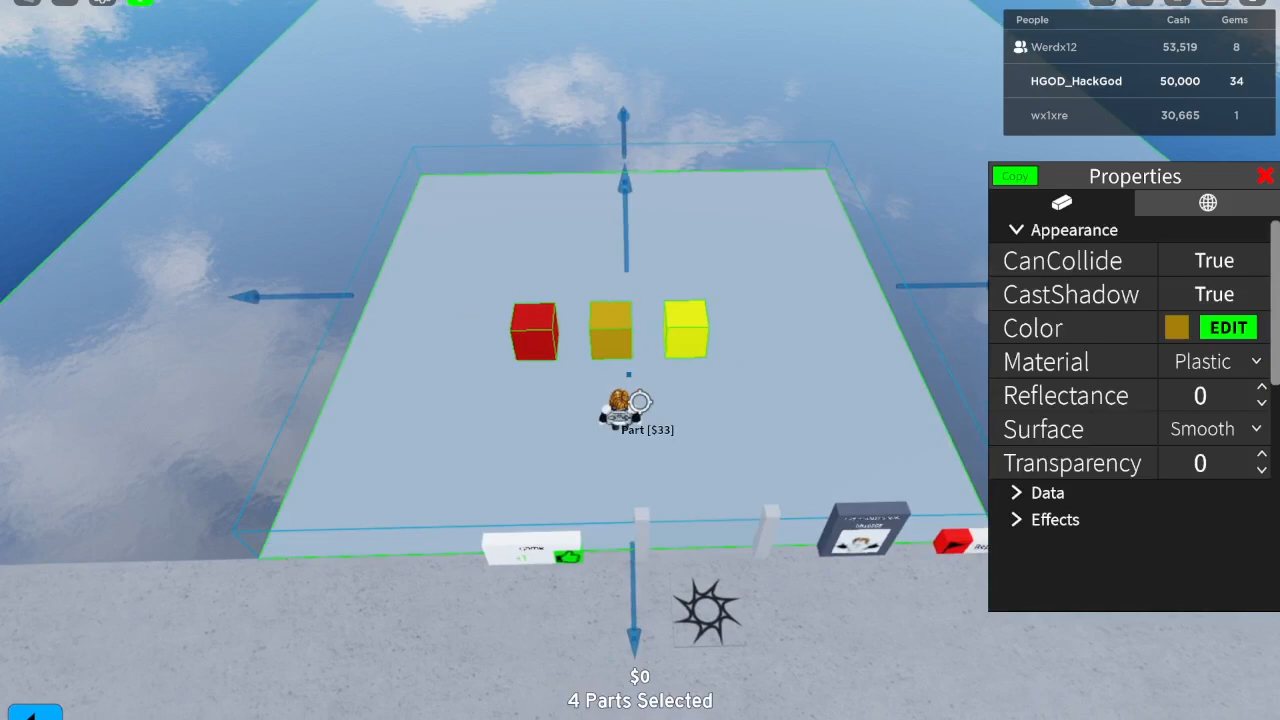 People Cash Gems
Werdx12 53,519 8
HGOD_HackGod 50,000 34
wx1xre 30,665 1
Copy Properties
Appearance
CanCollide True
CastShadow True
Color EDIT
Material Plastic
Reflectance 0
Surface Smooth
Transparency 0
Data
Effects
Part [$33]
$0
4 Parts Selected